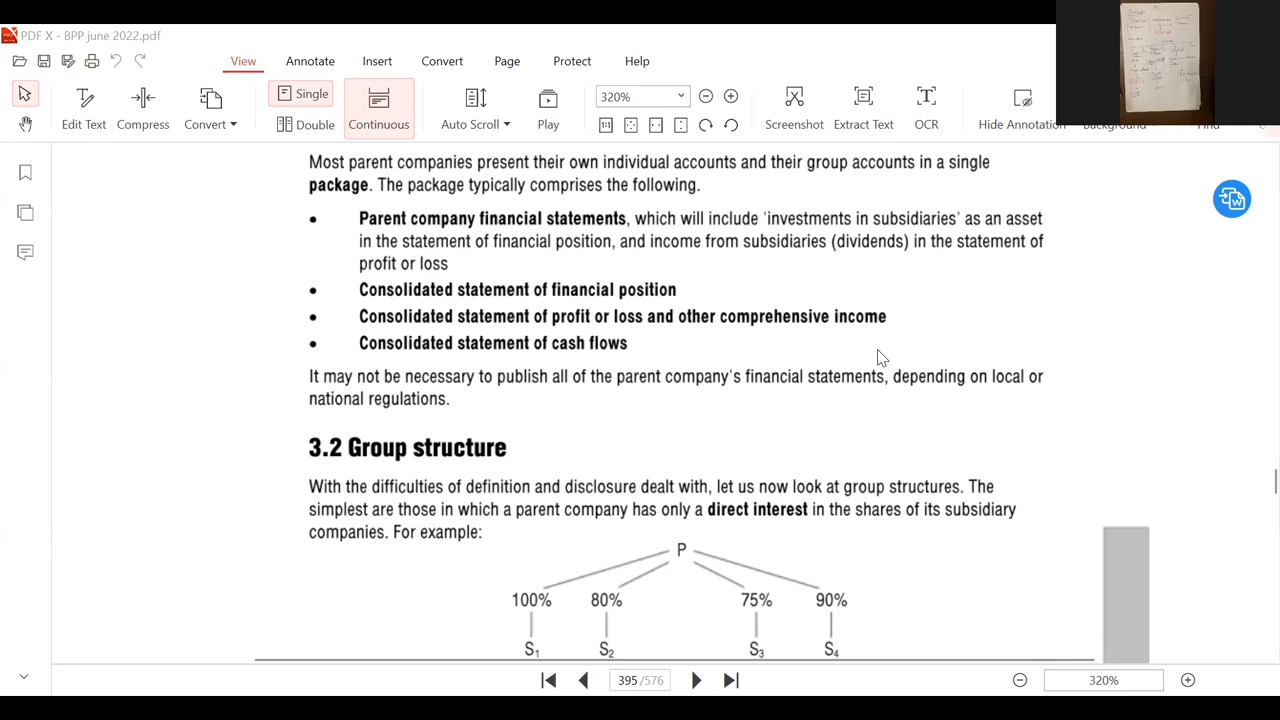 PDF X - BPP june 2022.pdf
View Annotate Insert Convert Page Protect Help
Edit Text Compress Convert Single Double Continuous Auto Scroll Play 320% 1:1 Screenshot Extract Text OCR Hide Annotation Background Find
Most parent companies present their own individual accounts and their group accounts in a single
package. The package typically comprises the following.
• Parent company financial statements, which will include 'investments in subsidiaries' as an asset
in the statement of financial position, and income from subsidiaries (dividends) in the statement of
profit or loss
• Consolidated statement of financial position
• Consolidated statement of profit or loss and other comprehensive income
• Consolidated statement of cash flows
It may not be necessary to publish all of the parent company's financial statements, depending on local or
national regulations.
3.2 Group structure
With the difficulties of definition and disclosure dealt with, let us now look at group structures. The
simplest are those in which a parent company has only a direct interest in the shares of its subsidiary
companies. For example:
P
100% 80% 75% 90%
S₁ S₂ S₃ S₄
395/576 320%